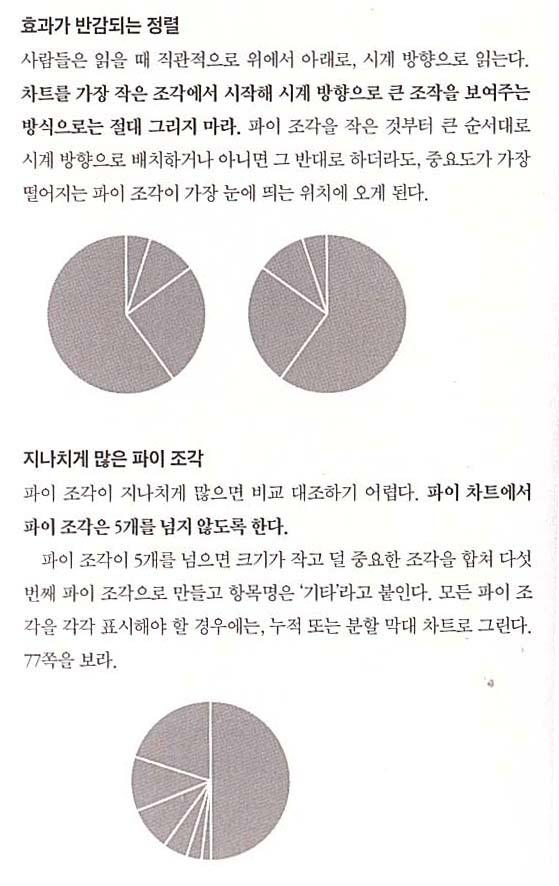 효과가 반감되는 정렬
사람들은 읽을 때 직관적으로 위에서 아래로, 시계 방향으로 읽는다.
차트를 가장 작은 조각에서 시작해 시계 방향으로 큰 조작을 보여주는
방식으로는 절대 그리지 마라. 파이 조각을 작은 것부터 큰 순서대로
시계 방향으로 배치하거나 아니면 그 반대로 하더라도, 중요도가 가장
떨어지는 파이 조각이 가장 눈에 띄는 위치에 오게 된다.
지나치게 많은 파이 조각
파이 조각이 지나치게 많으면 비교 대조하기 어렵다. 파이 차트에서
파이 조각은 5개를 넘지 않도록 한다.
파이 조각이 5개를 넘으면 크기가 작고 덜 중요한 조각을 합쳐 다섯
번째 파이 조각으로 만들고 항목명은 ‘기타’라고 붙인다. 모든 파이 조
각을 각각 표시해야 할 경우에는, 누적 또는 분할 막대 차트로 그린다.
77쪽을 보라.